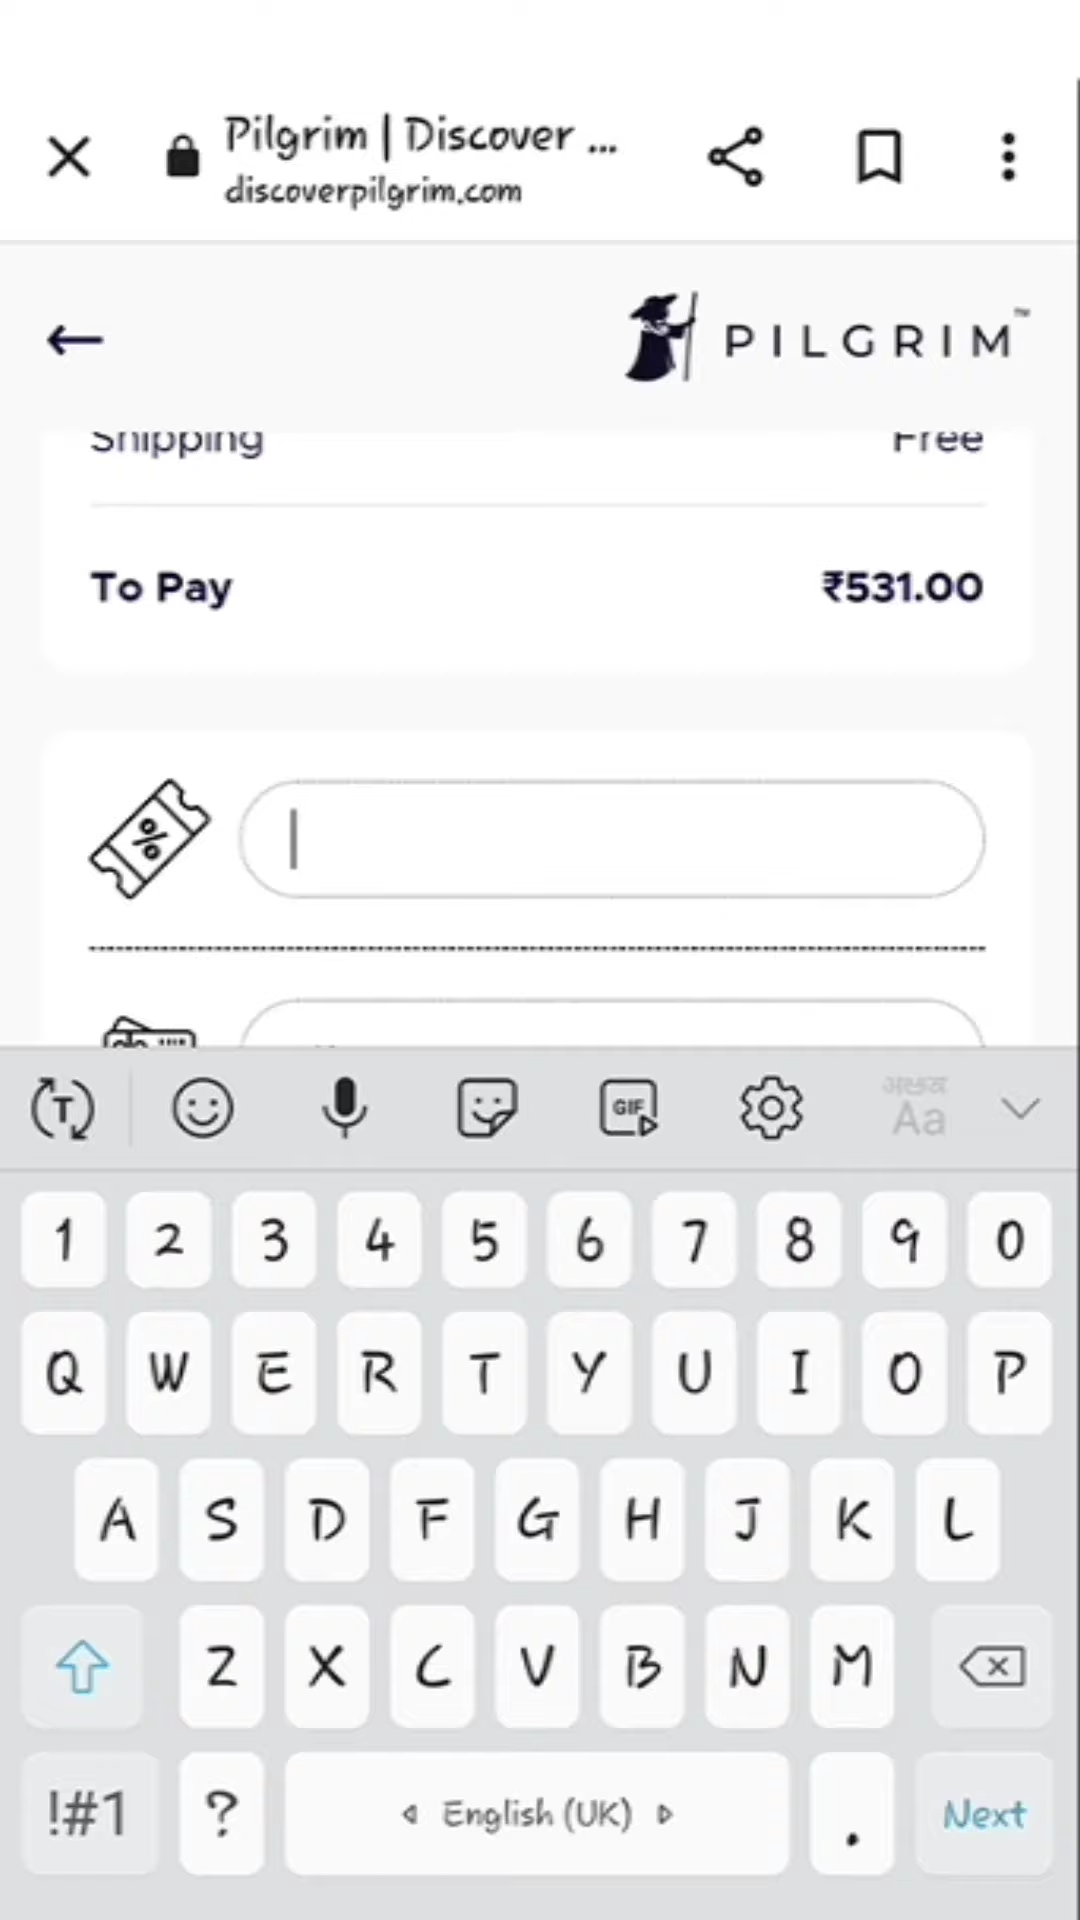 Pilgrim | Discover ...
discoverpilgrim.com
PILGRIM™
Shipping Free
To Pay ₹531.00
%
GIF
Aa
1 2 3 4 5 6 7 8 9 0
Q W E R T Y U I O P
A S D F G H J K L
Z X C V B N M
!#1 ? English (UK) . Next